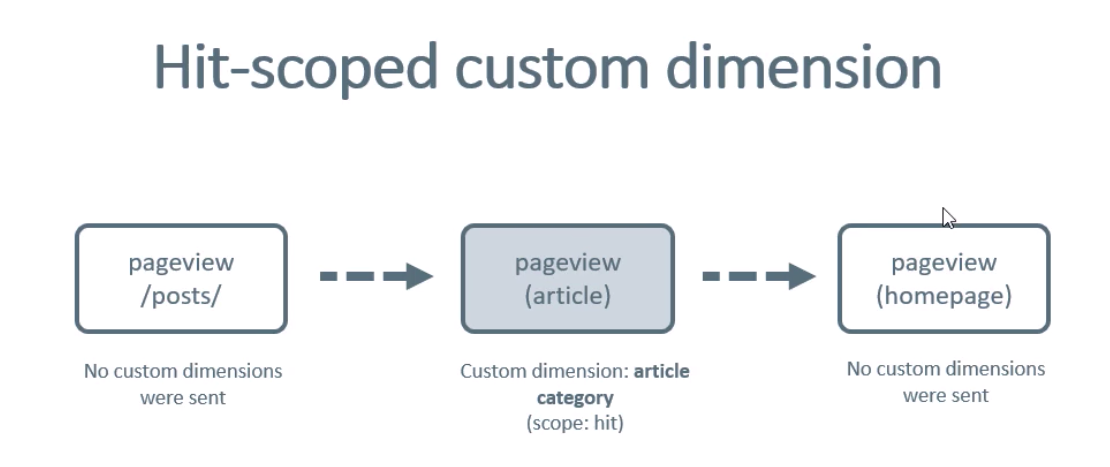 Hit-scoped custom dimension
pageview
/posts/
pageview
(article)
pageview
(homepage)
No custom dimensions
were sent
Custom dimension: article
category
(scope: hit)
No custom dimensions
were sent